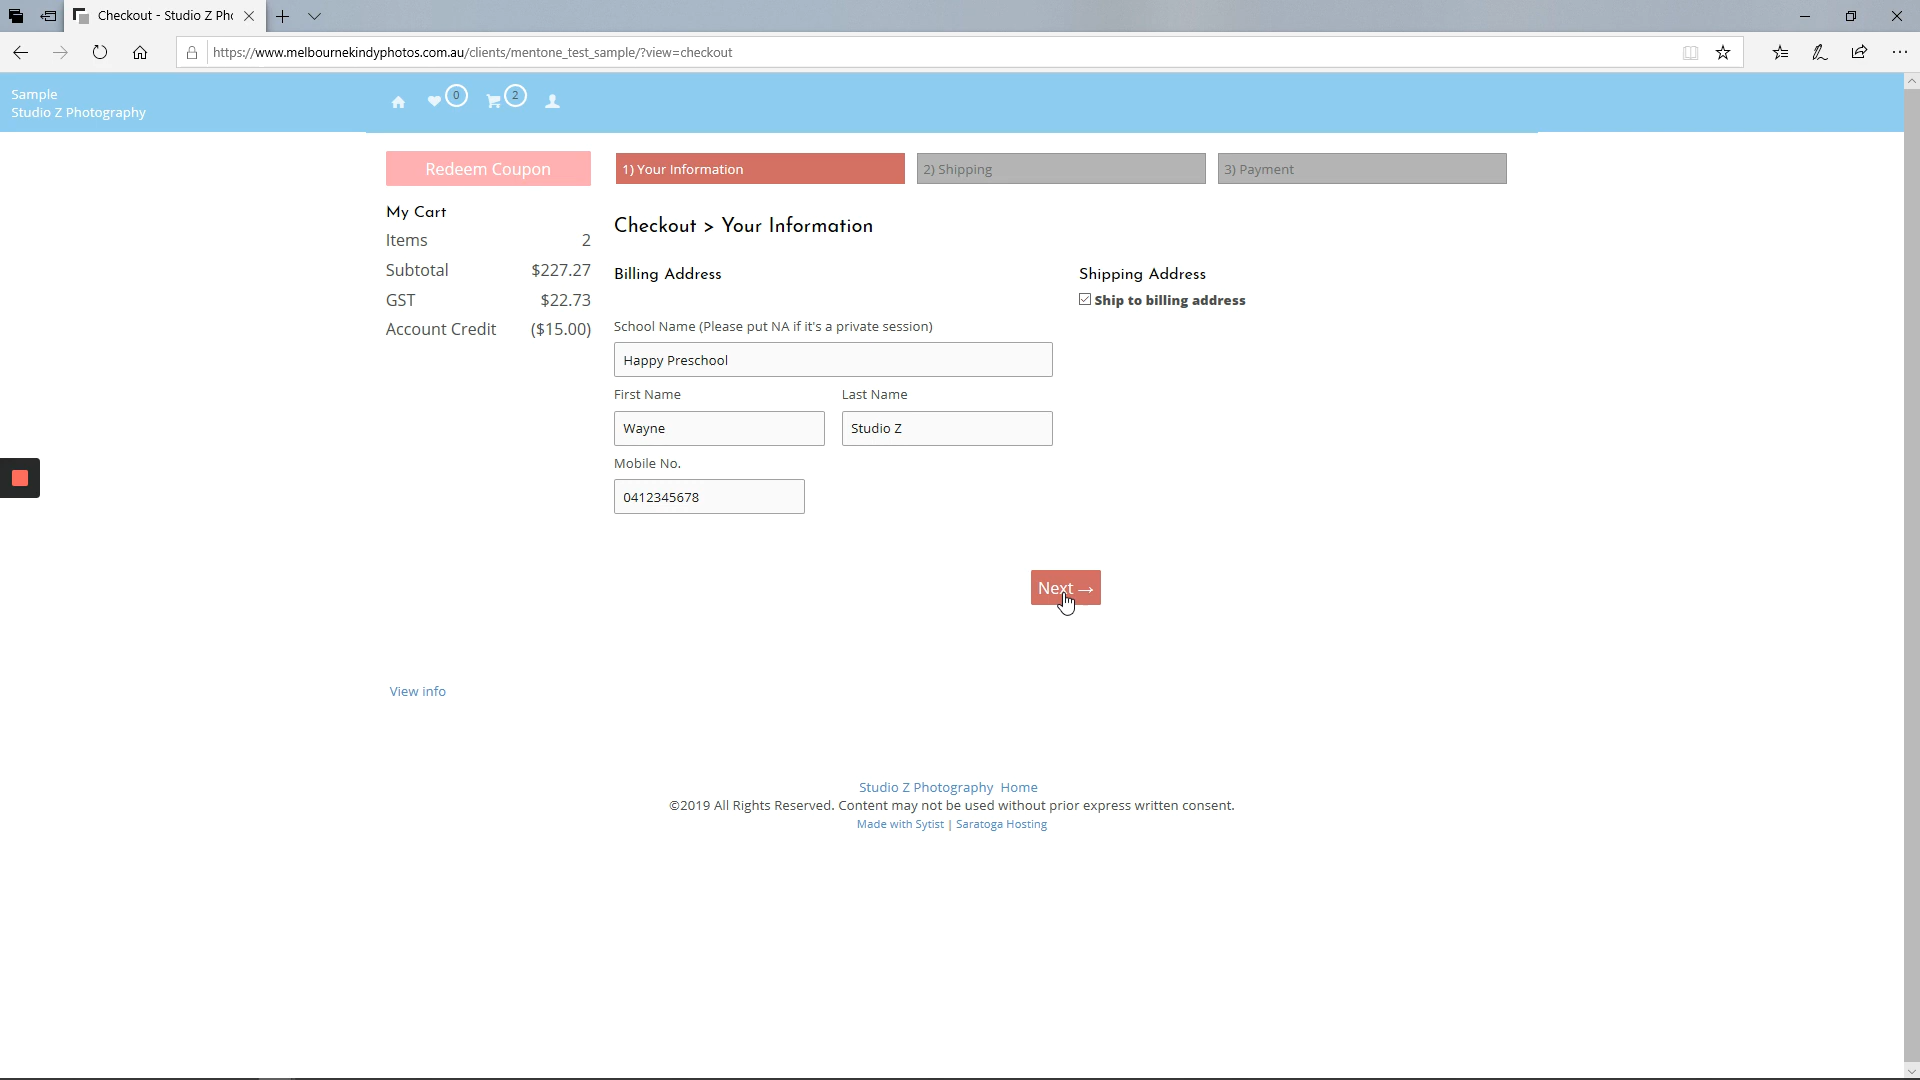 Checkout - Studio Z Pho
https://www.melbournekindyphotos.com.au/clients/mentone_test_sample/?view=checkout
Sample
Studio Z Photography
0
2
Redeem Coupon
1) Your Information
2) Shipping
3) Payment
My Cart
Items 2
Subtotal $227.27
GST $22.73
Account Credit ($15.00)
Checkout > Your Information
Billing Address
Shipping Address
Ship to billing address
School Name (Please put NA if it's a private session)
Happy Preschool
First Name Last Name
Wayne Studio Z
Mobile No.
0412345678
Next →
View info
Studio Z Photography Home
©2019 All Rights Reserved. Content may not be used without prior express written consent.
Made with Sytist | Saratoga Hosting